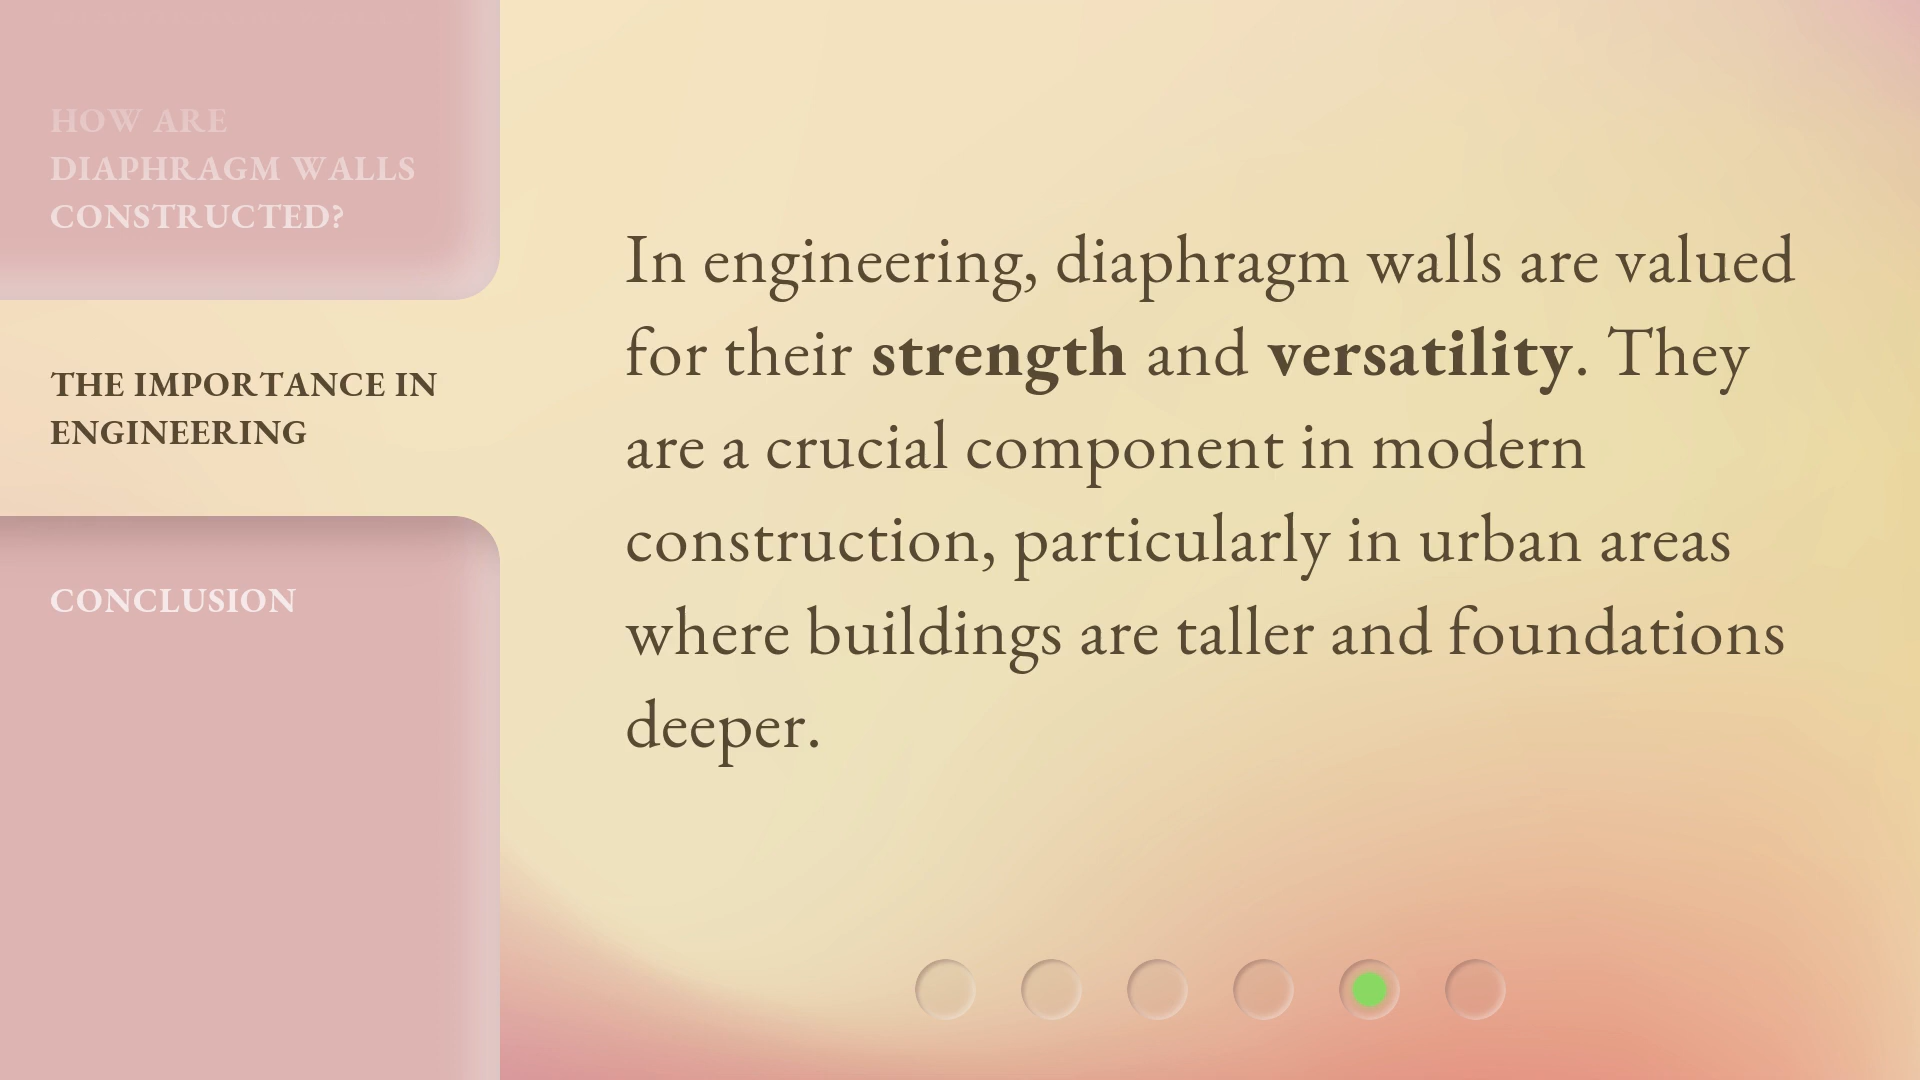 HOW ARE
DIAPHRAGM WALLS
CONSTRUCTED?
THE IMPORTANCE IN
ENGINEERING
CONCLUSION
In engineering, diaphragm walls are valued
for their strength and versatility. They
are a crucial component in modern
construction, particularly in urban areas
where buildings are taller and foundations
deeper.